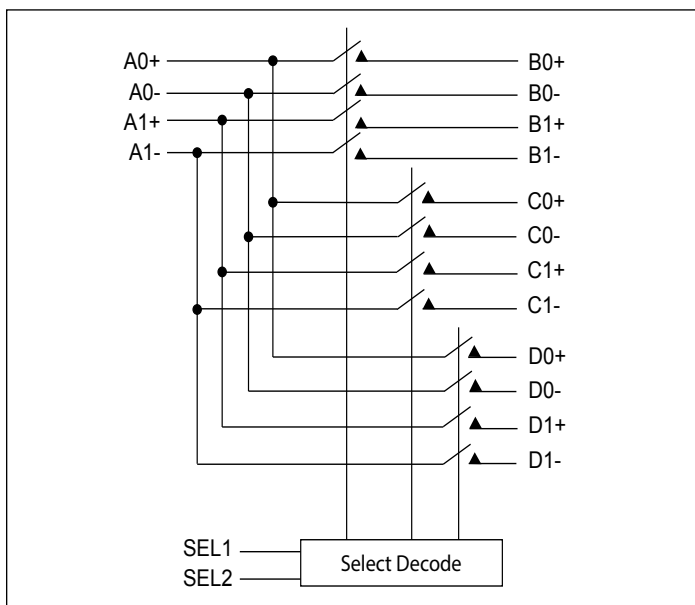 A0+
B0+
A0-
B0-
A1+
B1+
A1-
B1-
C0+
C0-
C1+
C1-
D0+
D0-
D1+
D1-
SEL1
SEL2
Select Decode